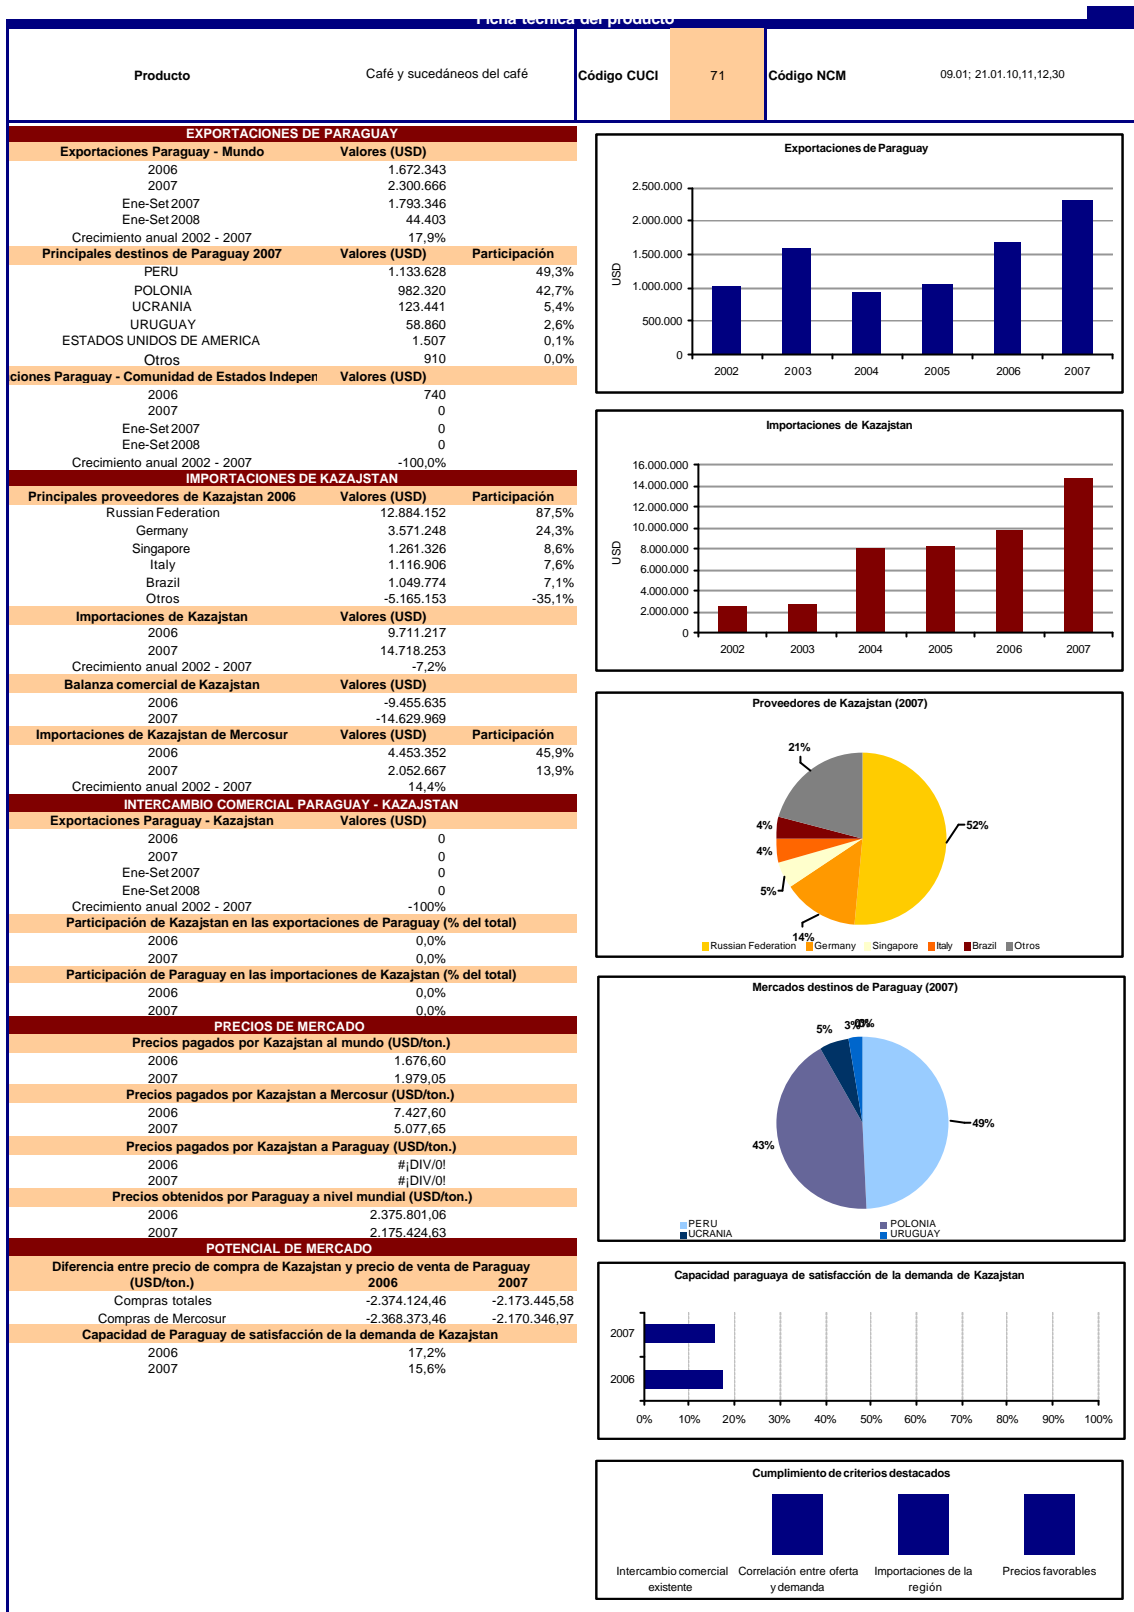 Ficha técnica del producto
Producto Café y sucedáneos del café Código CUCI 71 Código NCM 09.01; 21.01.10,11,12,30
EXPORTACIONES DE PARAGUAY
Exportaciones Paraguay - Mundo Valores (USD)
2006 1.672.343
2007 2.300.666
Ene-Set 2007 1.793.346
Ene-Set 2008 44.403
Crecimiento anual 2002 - 2007 17,9%
Principales destinos de Paraguay 2007 Valores (USD) Participación
PERU 1.133.628 49,3%
POLONIA 982.320 42,7%
UCRANIA 123.441 5,4%
URUGUAY 58.860 2,6%
ESTADOS UNIDOS DE AMERICA 1.507 0,1%
Otros 910 0,0%
ciones Paraguay - Comunidad de Estados Indepen Valores (USD)
2006 740
2007 0
Ene-Set 2007 0
Ene-Set 2008 0
Crecimiento anual 2002 - 2007 -100,0%
IMPORTACIONES DE KAZAJSTAN
Principales proveedores de Kazajstan 2006 Valores (USD) Participación
Russian Federation 12.884.152 87,5%
Germany 3.571.248 24,3%
Singapore 1.261.326 8,6%
Italy 1.116.906 7,6%
Brazil 1.049.774 7,1%
Otros -5.165.153 -35,1%
Importaciones de Kazajstan Valores (USD)
2006 9.711.217
2007 14.718.253
Crecimiento anual 2002 - 2007 -7,2%
Balanza comercial de Kazajstan Valores (USD)
2006 -9.455.635
2007 -14.629.969
Importaciones de Kazajstan de Mercosur Valores (USD) Participación
2006 4.453.352 45,9%
2007 2.052.667 13,9%
Crecimiento anual 2002 - 2007 14,4%
INTERCAMBIO COMERCIAL PARAGUAY - KAZAJSTAN
Exportaciones Paraguay - Kazajstan Valores (USD)
2006 0
2007 0
Ene-Set 2007 0
Ene-Set 2008 0
Crecimiento anual 2002 - 2007 -100%
Participación de Kazajstan en las exportaciones de Paraguay (% del total)
2006 0,0%
2007 0,0%
Participación de Paraguay en las importaciones de Kazajstan (% del total)
2006 0,0%
2007 0,0%
PRECIOS DE MERCADO
Precios pagados por Kazajstan al mundo (USD/ton.)
2006 1.676,60
2007 1.979,05
Precios pagados por Kazajstan a Mercosur (USD/ton.)
2006 7.427,60
2007 5.077,65
Precios pagados por Kazajstan a Paraguay (USD/ton.)
2006 #¡DIV/0!
2007 #¡DIV/0!
Precios obtenidos por Paraguay a nivel mundial (USD/ton.)
2006 2.375.801,06
2007 2.175.424,63
POTENCIAL DE MERCADO
Diferencia entre precio de compra de Kazajstan y precio de venta de Paraguay
(USD/ton.) 2006 2007
Compras totales -2.374.124,46 -2.173.445,58
Compras de Mercosur -2.368.373,46 -2.170.346,97
Capacidad de Paraguay de satisfacción de la demanda de Kazajstan
2006 17,2%
2007 15,6%
Exportaciones de Paraguay
2.500.000
2.000.000
1.500.000
1.000.000
500.000
0
USD
2002 2003 2004 2005 2006 2007
Importaciones de Kazajstan
16.000.000
14.000.000
12.000.000
10.000.000
8.000.000
6.000.000
4.000.000
2.000.000
0
USD
2002 2003 2004 2005 2006 2007
Proveedores de Kazajstan (2007)
21%
4%
52%
4%
5%
14%
Russian Federation Germany Singapore Italy Brazil Otros
Mercados destinos de Paraguay (2007)
5% 3%
49%
43%
PERU POLONIA
UCRANIA URUGUAY
Capacidad paraguaya de satisfacción de la demanda de Kazajstan
2007
2006
0% 10% 20% 30% 40% 50% 60% 70% 80% 90% 100%
Cumplimiento de criterios destacados
Intercambio comercial existente
Correlación entre oferta y demanda
Importaciones de la región
Precios favorables